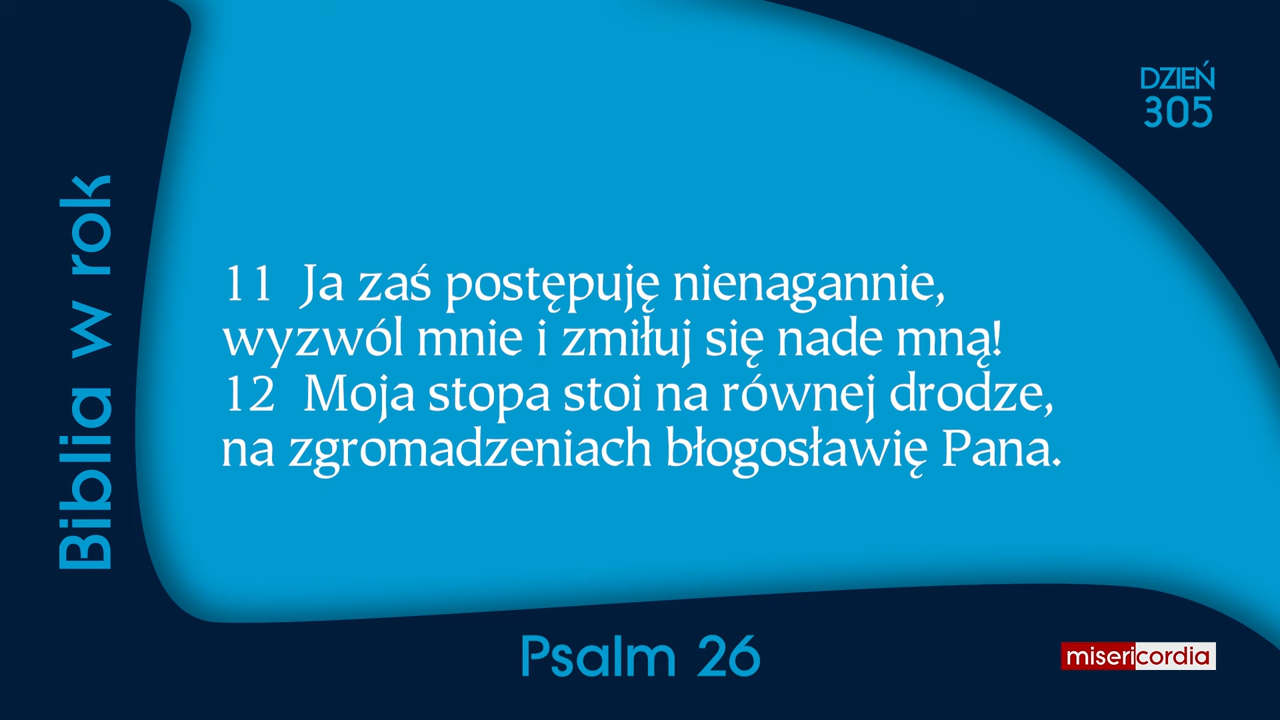 DZIEŃ
305
Biblia w rok
11 Ja zaś postępuję nienagannie,
wyzwól mnie i zmiłuj się nade mną!
12 Moja stopa stoi na równej drodze,
na zgromadzeniach błogosławię Pana.
Psalm 26
misericordia